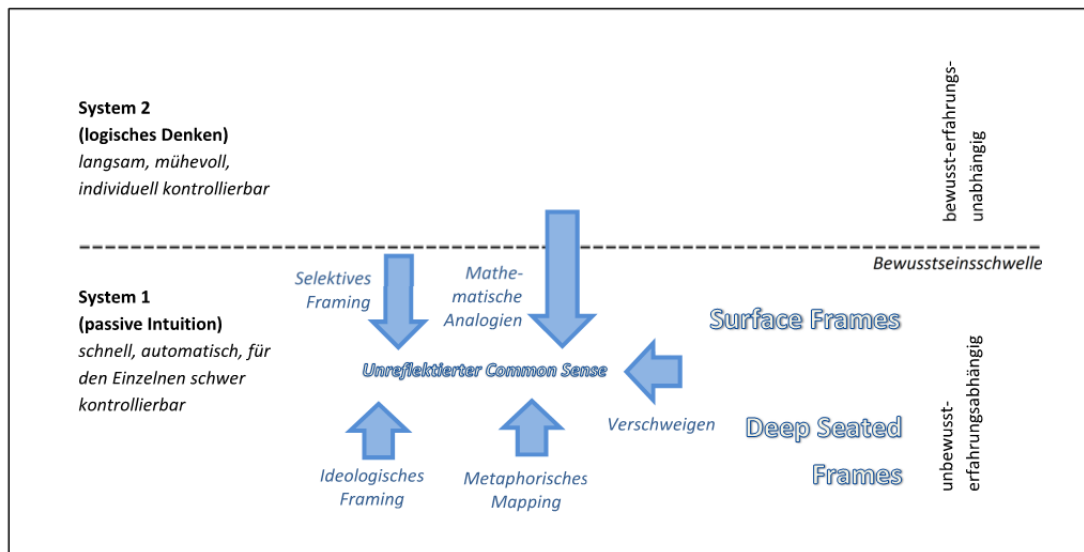 System 2
(logisches Denken)
langsam, mühevoll,
individuell kontrollierbar
bewusst-erfahrungs-
unabhängig
Bewusstseinsschwelle
System 1
(passive Intuition)
schnell, automatisch, für
den Einzelnen schwer
kontrollierbar
Selektives
Framing
Mathe-
matische
Analogien
Surface Frames
Unreflektierter Common Sense
Verschweigen
Deep Seated
Frames
Ideologisches
Framing
Metaphorisches
Mapping
unbewusst-
erfahrungsabhängig